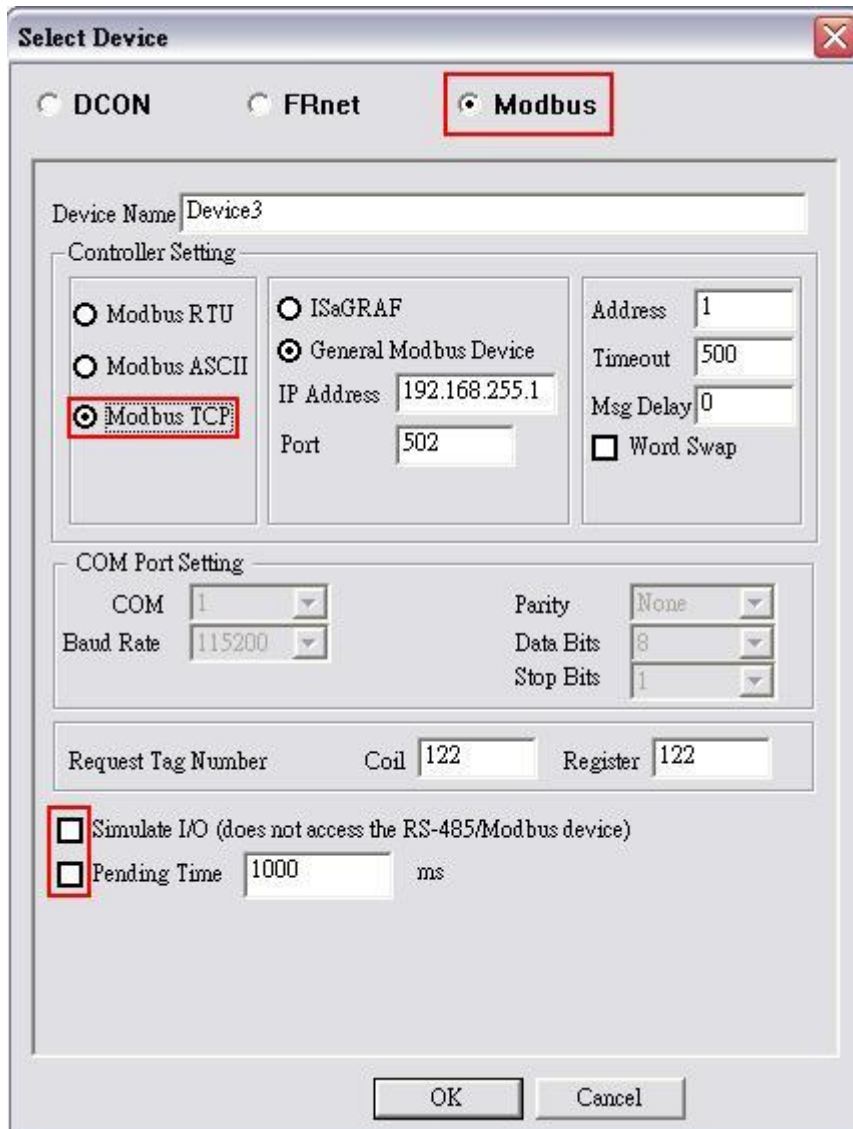 Select Device
DCON FRnet Modbus
Device Name Device3
Controller Setting
Modbus RTU
Modbus ASCII
Modbus TCP
ISaGRAF
General Modbus Device
IP Address 192.168.255.1
Port 502
Address 1
Timeout 500
Msg Delay 0
Word Swap
COM Port Setting
COM 1
Baud Rate 115200
Parity None
Data Bits 8
Stop Bits 1
Request Tag Number Coil 122 Register 122
Simulate I/O (does not access the RS-485/Modbus device)
Pending Time 1000 ms
OK Cancel